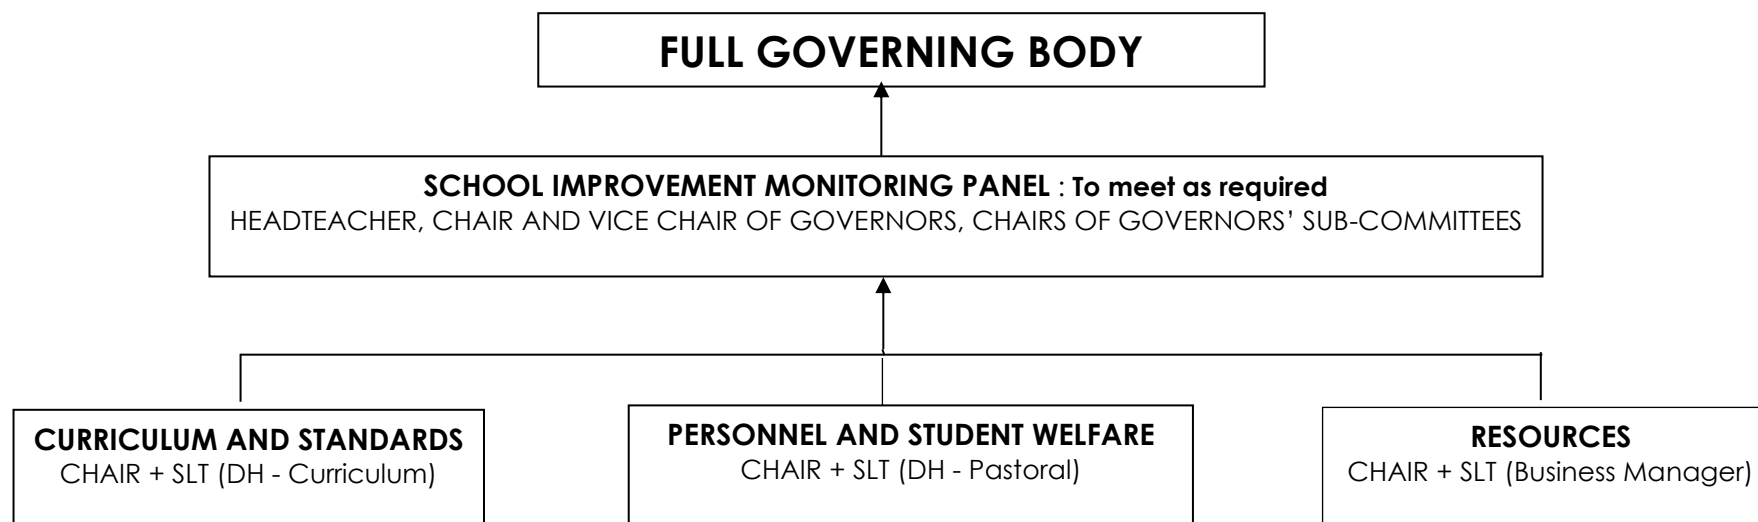 FULL GOVERNING BODY
SCHOOL IMPROVEMENT MONITORING PANEL : To meet as required
HEADTEACHER, CHAIR AND VICE CHAIR OF GOVERNORS, CHAIRS OF GOVERNORS’ SUB-COMMITTEES
CURRICULUM AND STANDARDS
CHAIR + SLT (DH - Curriculum)
PERSONNEL AND STUDENT WELFARE
CHAIR + SLT (DH - Pastoral)
RESOURCES
CHAIR + SLT (Business Manager)